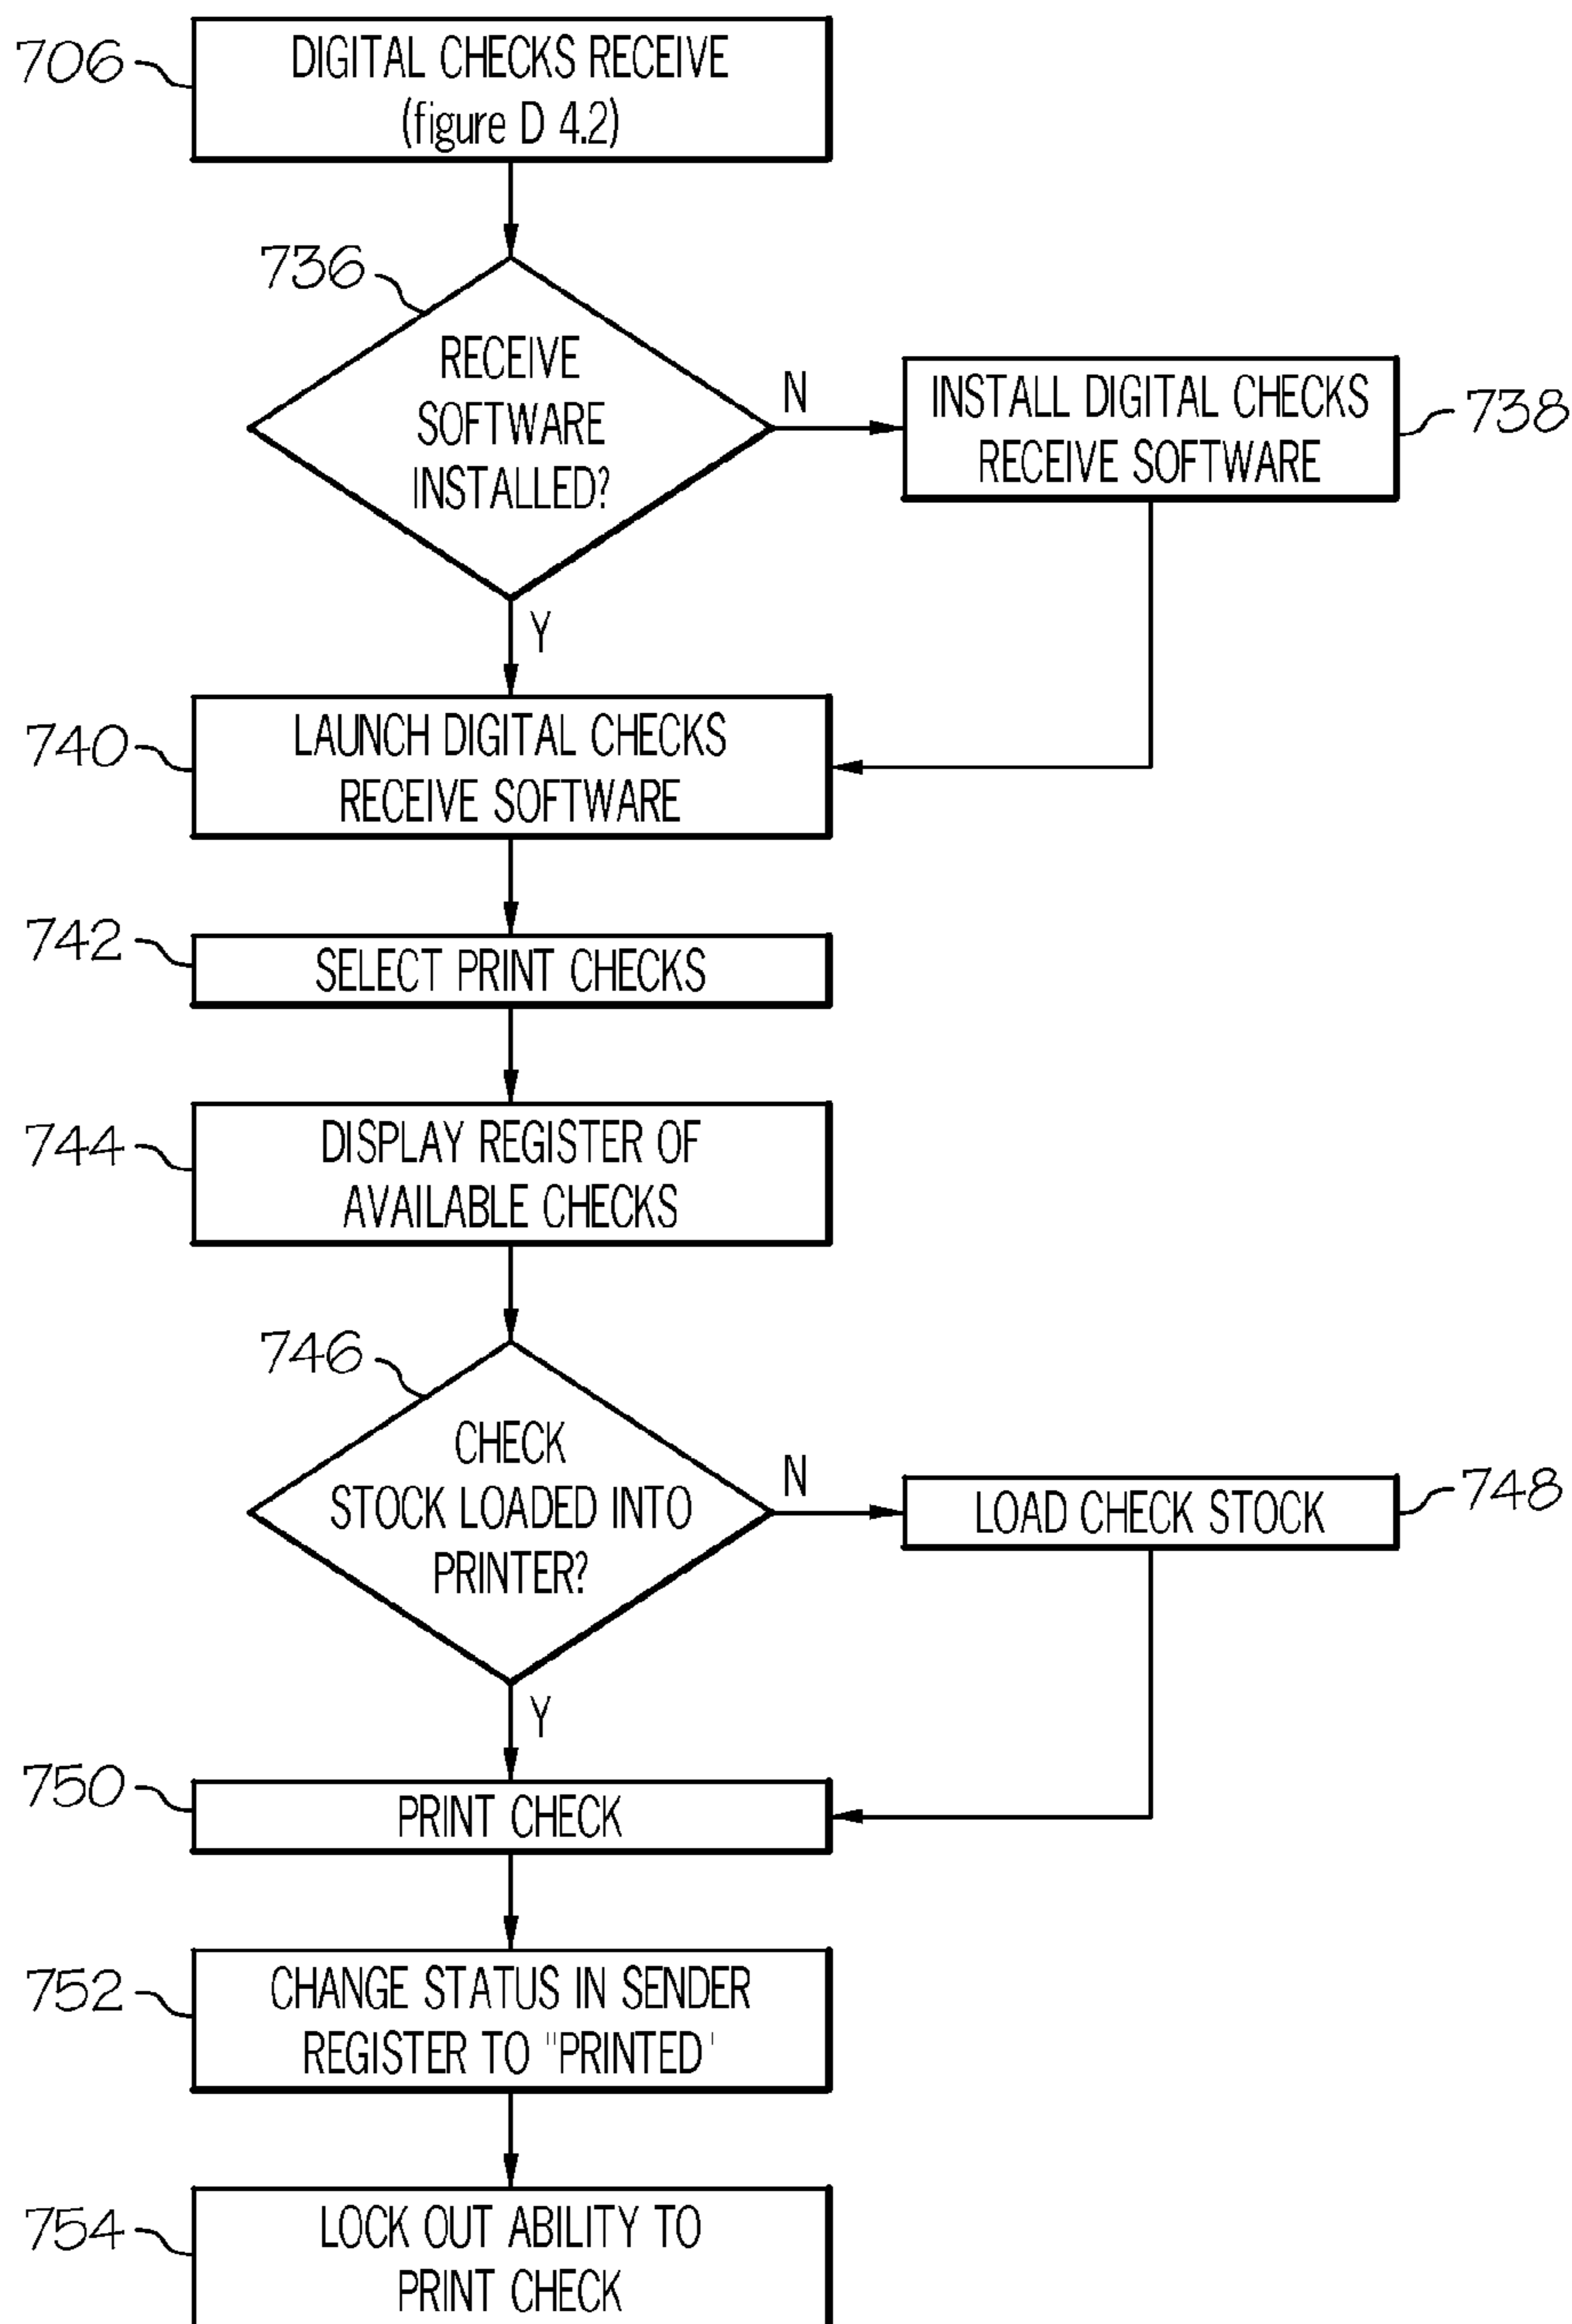 706
DIGITAL CHECKS RECEIVE
(figure D 4.2)
736
RECEIVE
SOFTWARE
INSTALLED?
N
INSTALL DIGITAL CHECKS
RECEIVE SOFTWARE
738
Y
740
LAUNCH DIGITAL CHECKS
RECEIVE SOFTWARE
742
SELECT PRINT CHECKS
744
DISPLAY REGISTER OF
AVAILABLE CHECKS
746
CHECK
STOCK LOADED INTO
PRINTER?
N
LOAD CHECK STOCK
748
Y
750
PRINT CHECK
752
CHANGE STATUS IN SENDER
REGISTER TO "PRINTED'
754
LOCK OUT ABILITY TO
PRINT CHECK